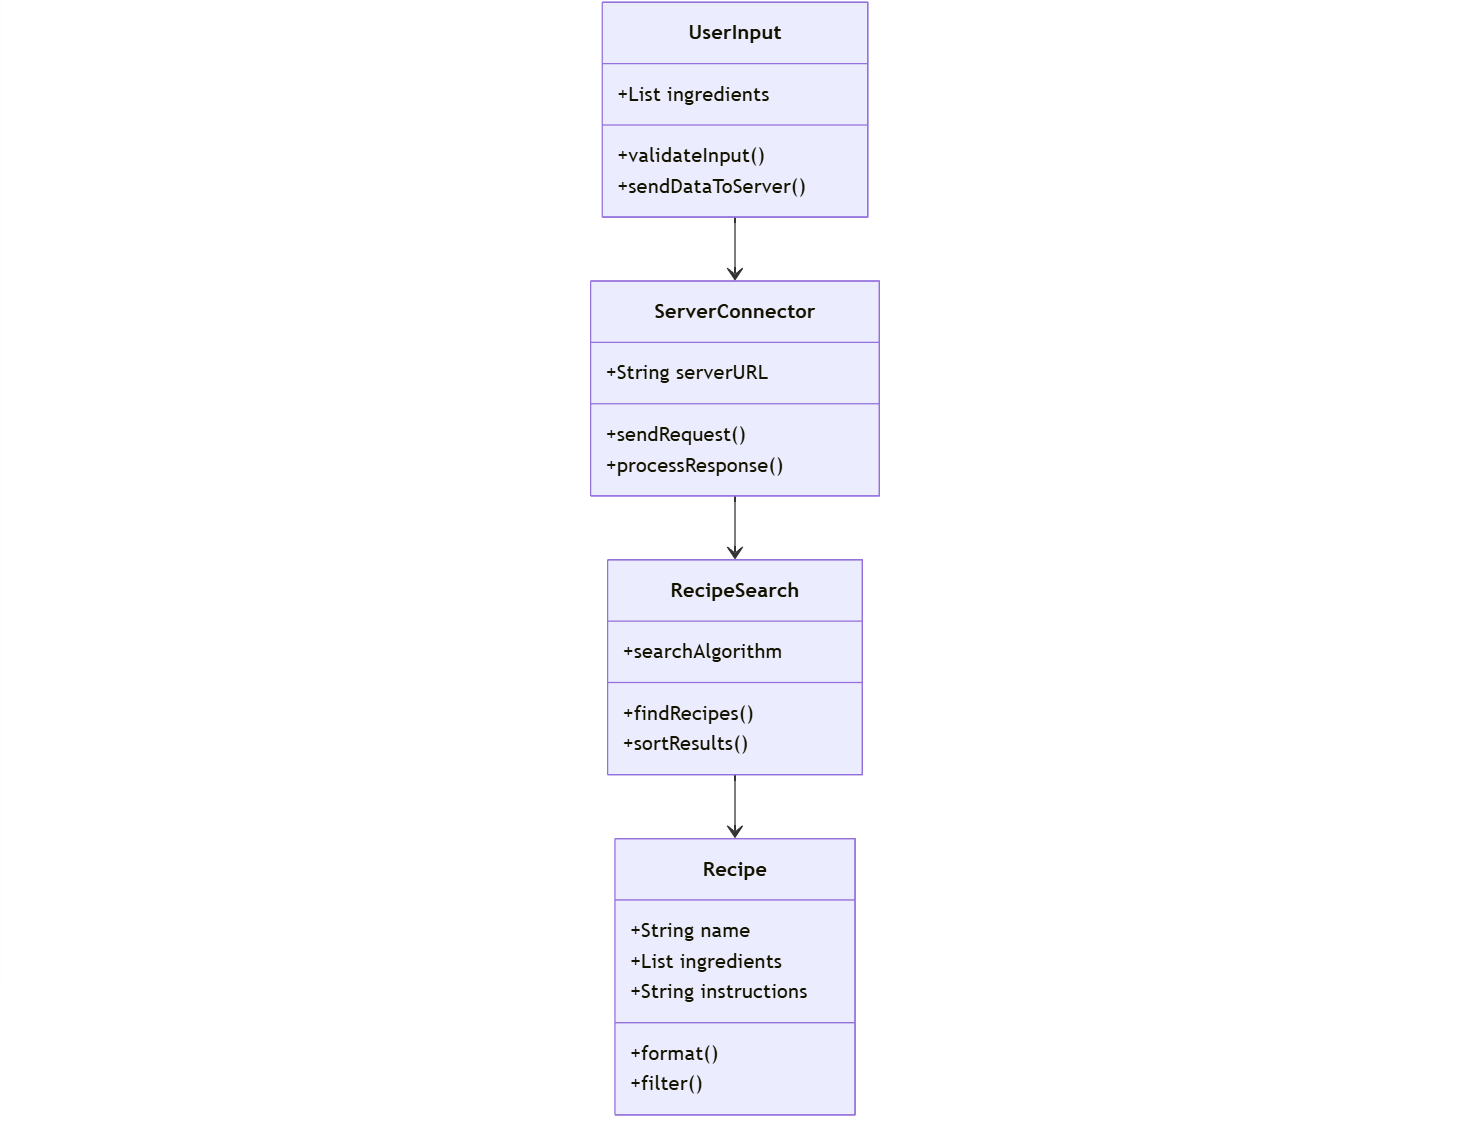 UserInput
+List ingredients
+validateInput()
+sendDataToServer()
ServerConnector
+String serverURL
+sendRequest()
+processResponse()
RecipeSearch
+searchAlgorithm
+findRecipes()
+sortResults()
Recipe
+String name
+List ingredients
+String instructions
+format()
+filter()